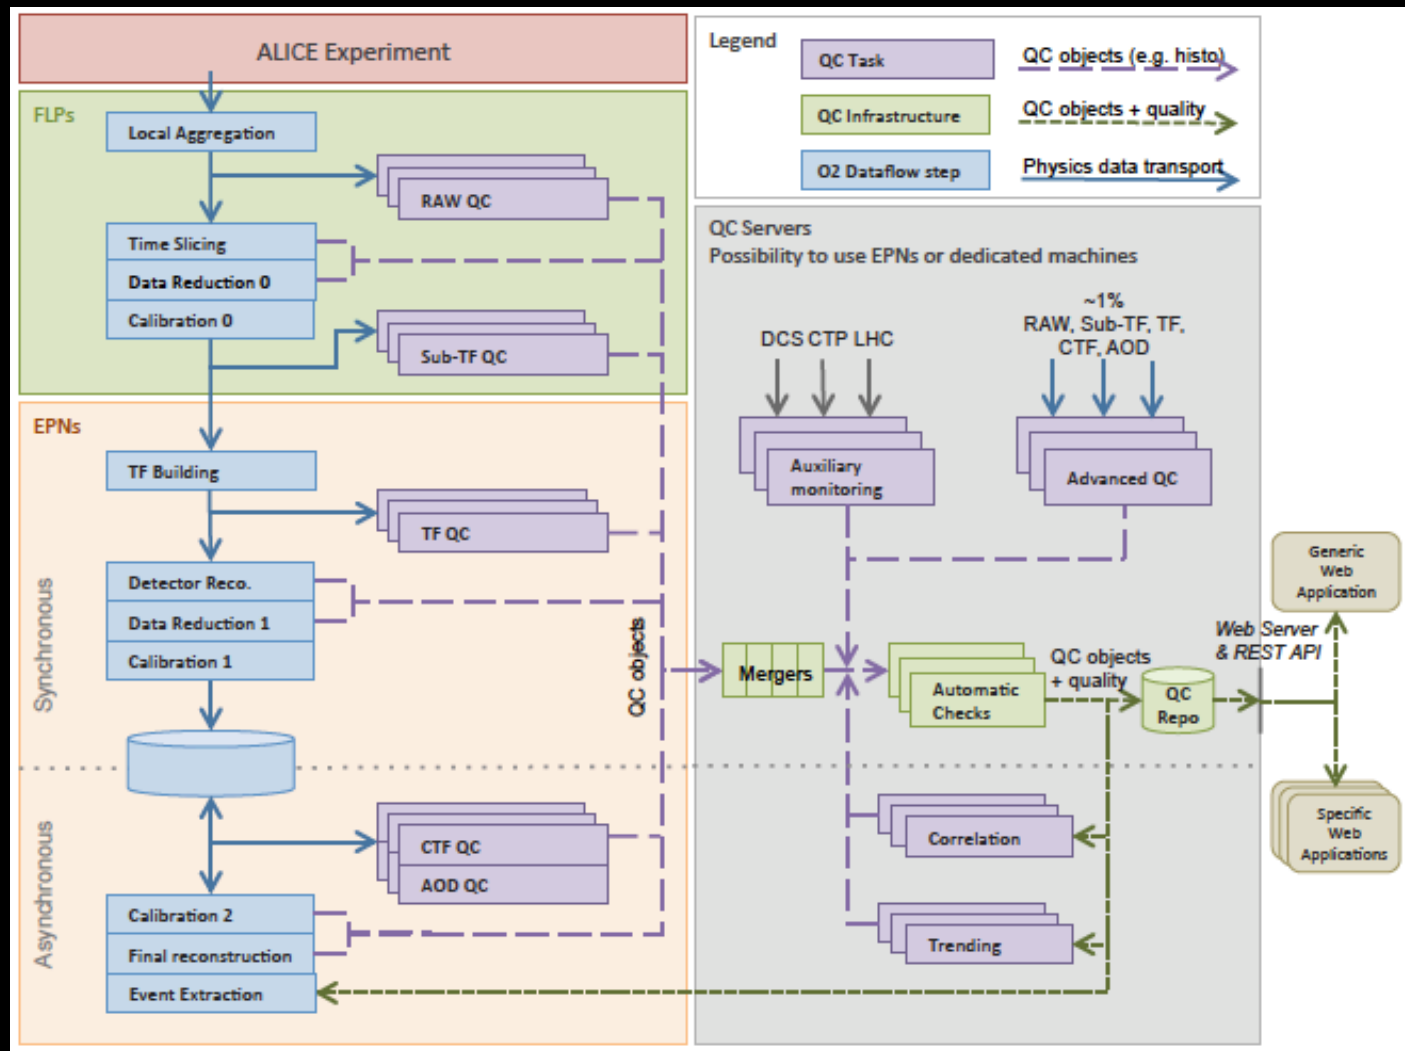 ALICE Experiment
FLPs
Local Aggregation
RAW QC
Time Slicing
Data Reduction 0
Calibration 0
Sub-TF QC
EPNs
TF Building
TF QC
Synchronous
Detector Reco.
Data Reduction 1
Calibration 1
QC objects
Asynchronous
CTF QC
AOD QC
Calibration 2
Final reconstruction
Event Extraction
Legend
QC Task
QC objects (e.g. histo)
QC Infrastructure
QC objects + quality
O2 Dataflow step
Physics data transport
QC Servers
Possibility to use EPNs or dedicated machines
DCS CTP LHC
~1%
RAW, Sub-TF, TF,
CTF, AOD
Auxiliary
monitoring
Advanced QC
Mergers
Automatic
Checks
QC objects
+ quality
QC
Repo
Web Server
& REST API
Correlation
Trending
Generic
Web
Application
Specific
Web
Applications